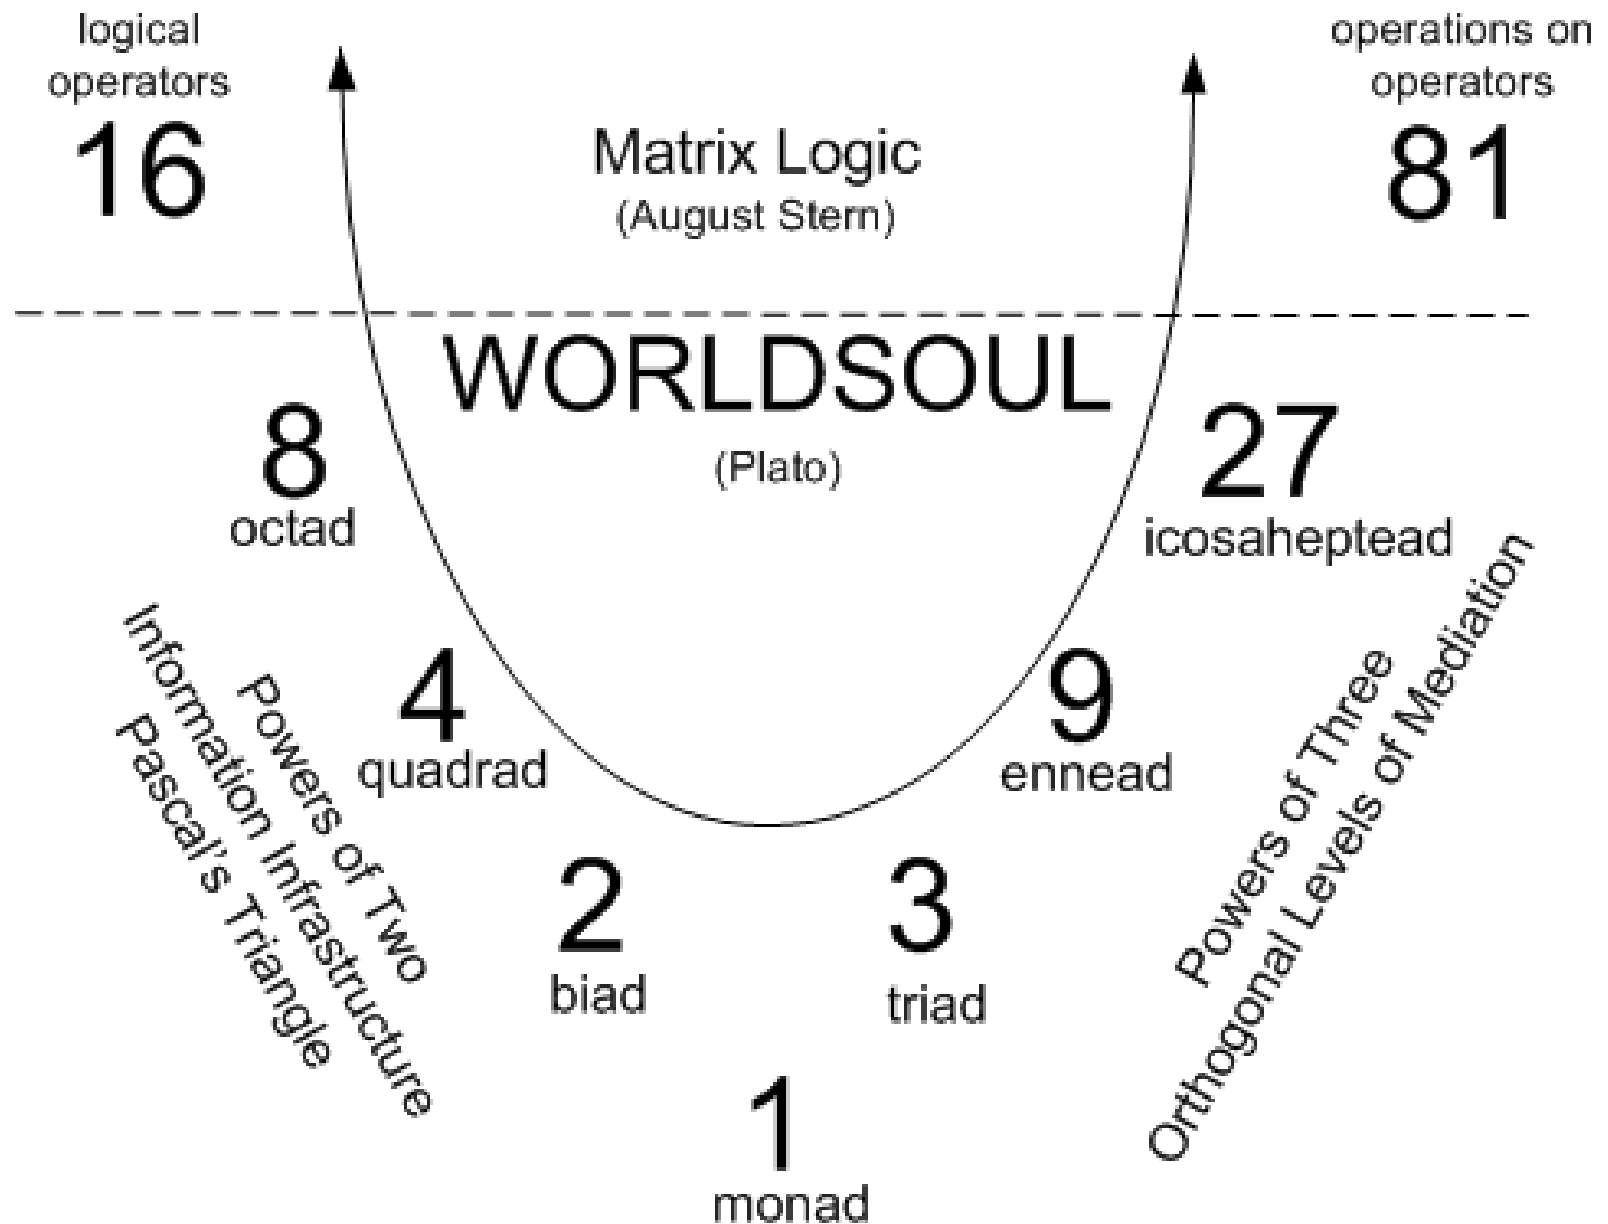 logical
operators
16
operations on
operators
81
Matrix Logic
(August Stern)
WORLDSOUL
(Plato)
8
octad
27
icosaheptead
4
quadrad
9
ennead
2
biad
3
triad
1
monad
Powers of Two
Information Infrastructure
Pascal's Triangle
Powers of Three
Orthogonal Levels of Mediation